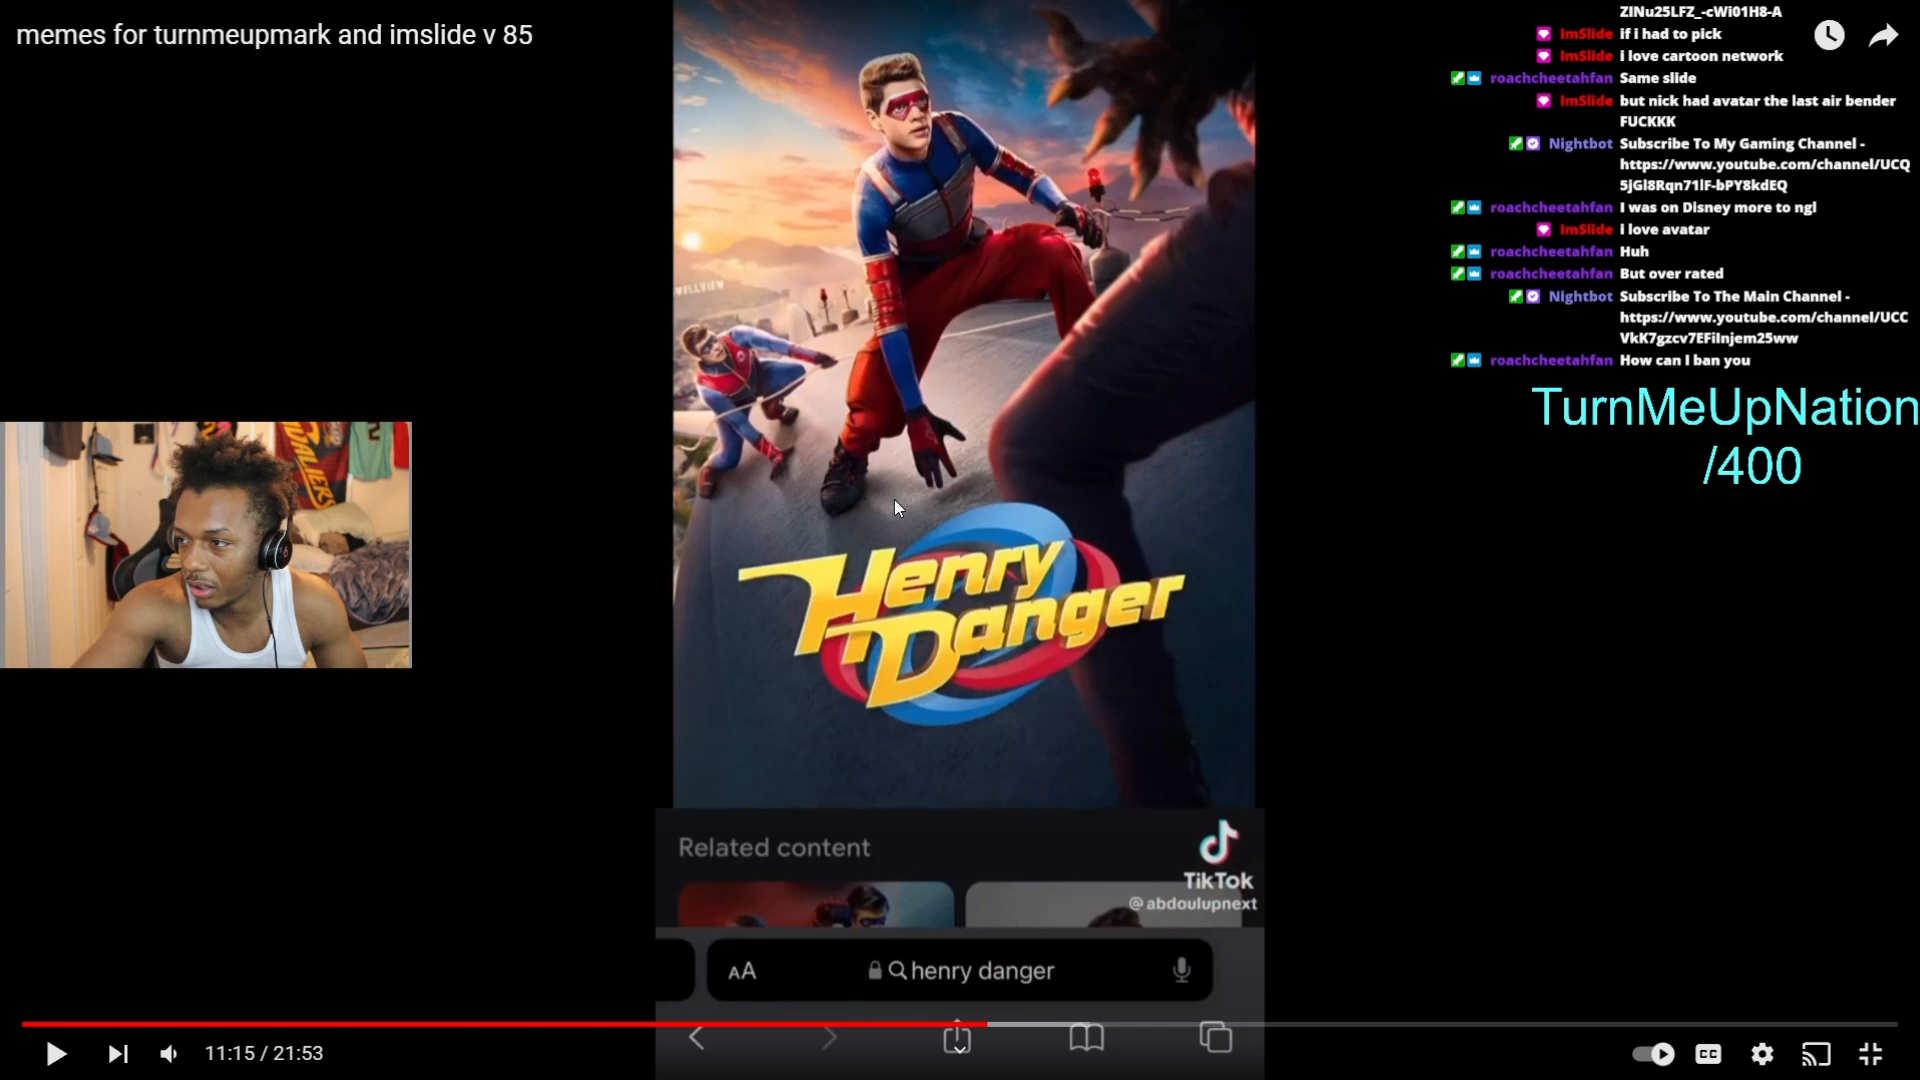 memes for turnmeupmark and imslide v 85
ZINu25LFZ_-cWi01H8-A
ImSlide if i had to pick
ImSlide i love cartoon network
roachcheetahfan Same slide
ImSlide but nick had avatar the last air bender
FUCKKK
Nightbot Subscribe To My Gaming Channel -
https://www.youtube.com/channel/UCQ
5jGl8Rqn71lF-bPY8kdEQ
roachcheetahfan I was on Disney more to ngl
ImSlide i love avatar
roachcheetahfan Huh
roachcheetahfan But over rated
Nightbot Subscribe To The Main Channel -
https://www.youtube.com/channel/UCC
VkK7gzcv7EFiInjem25ww
roachcheetahfan How can I ban you
TurnMeUpNation
/400
WELLVIEW
Henry
Danger
Related content
TikTok
@abdoulupnext
AA
henry danger
11:15 / 21:53
CC